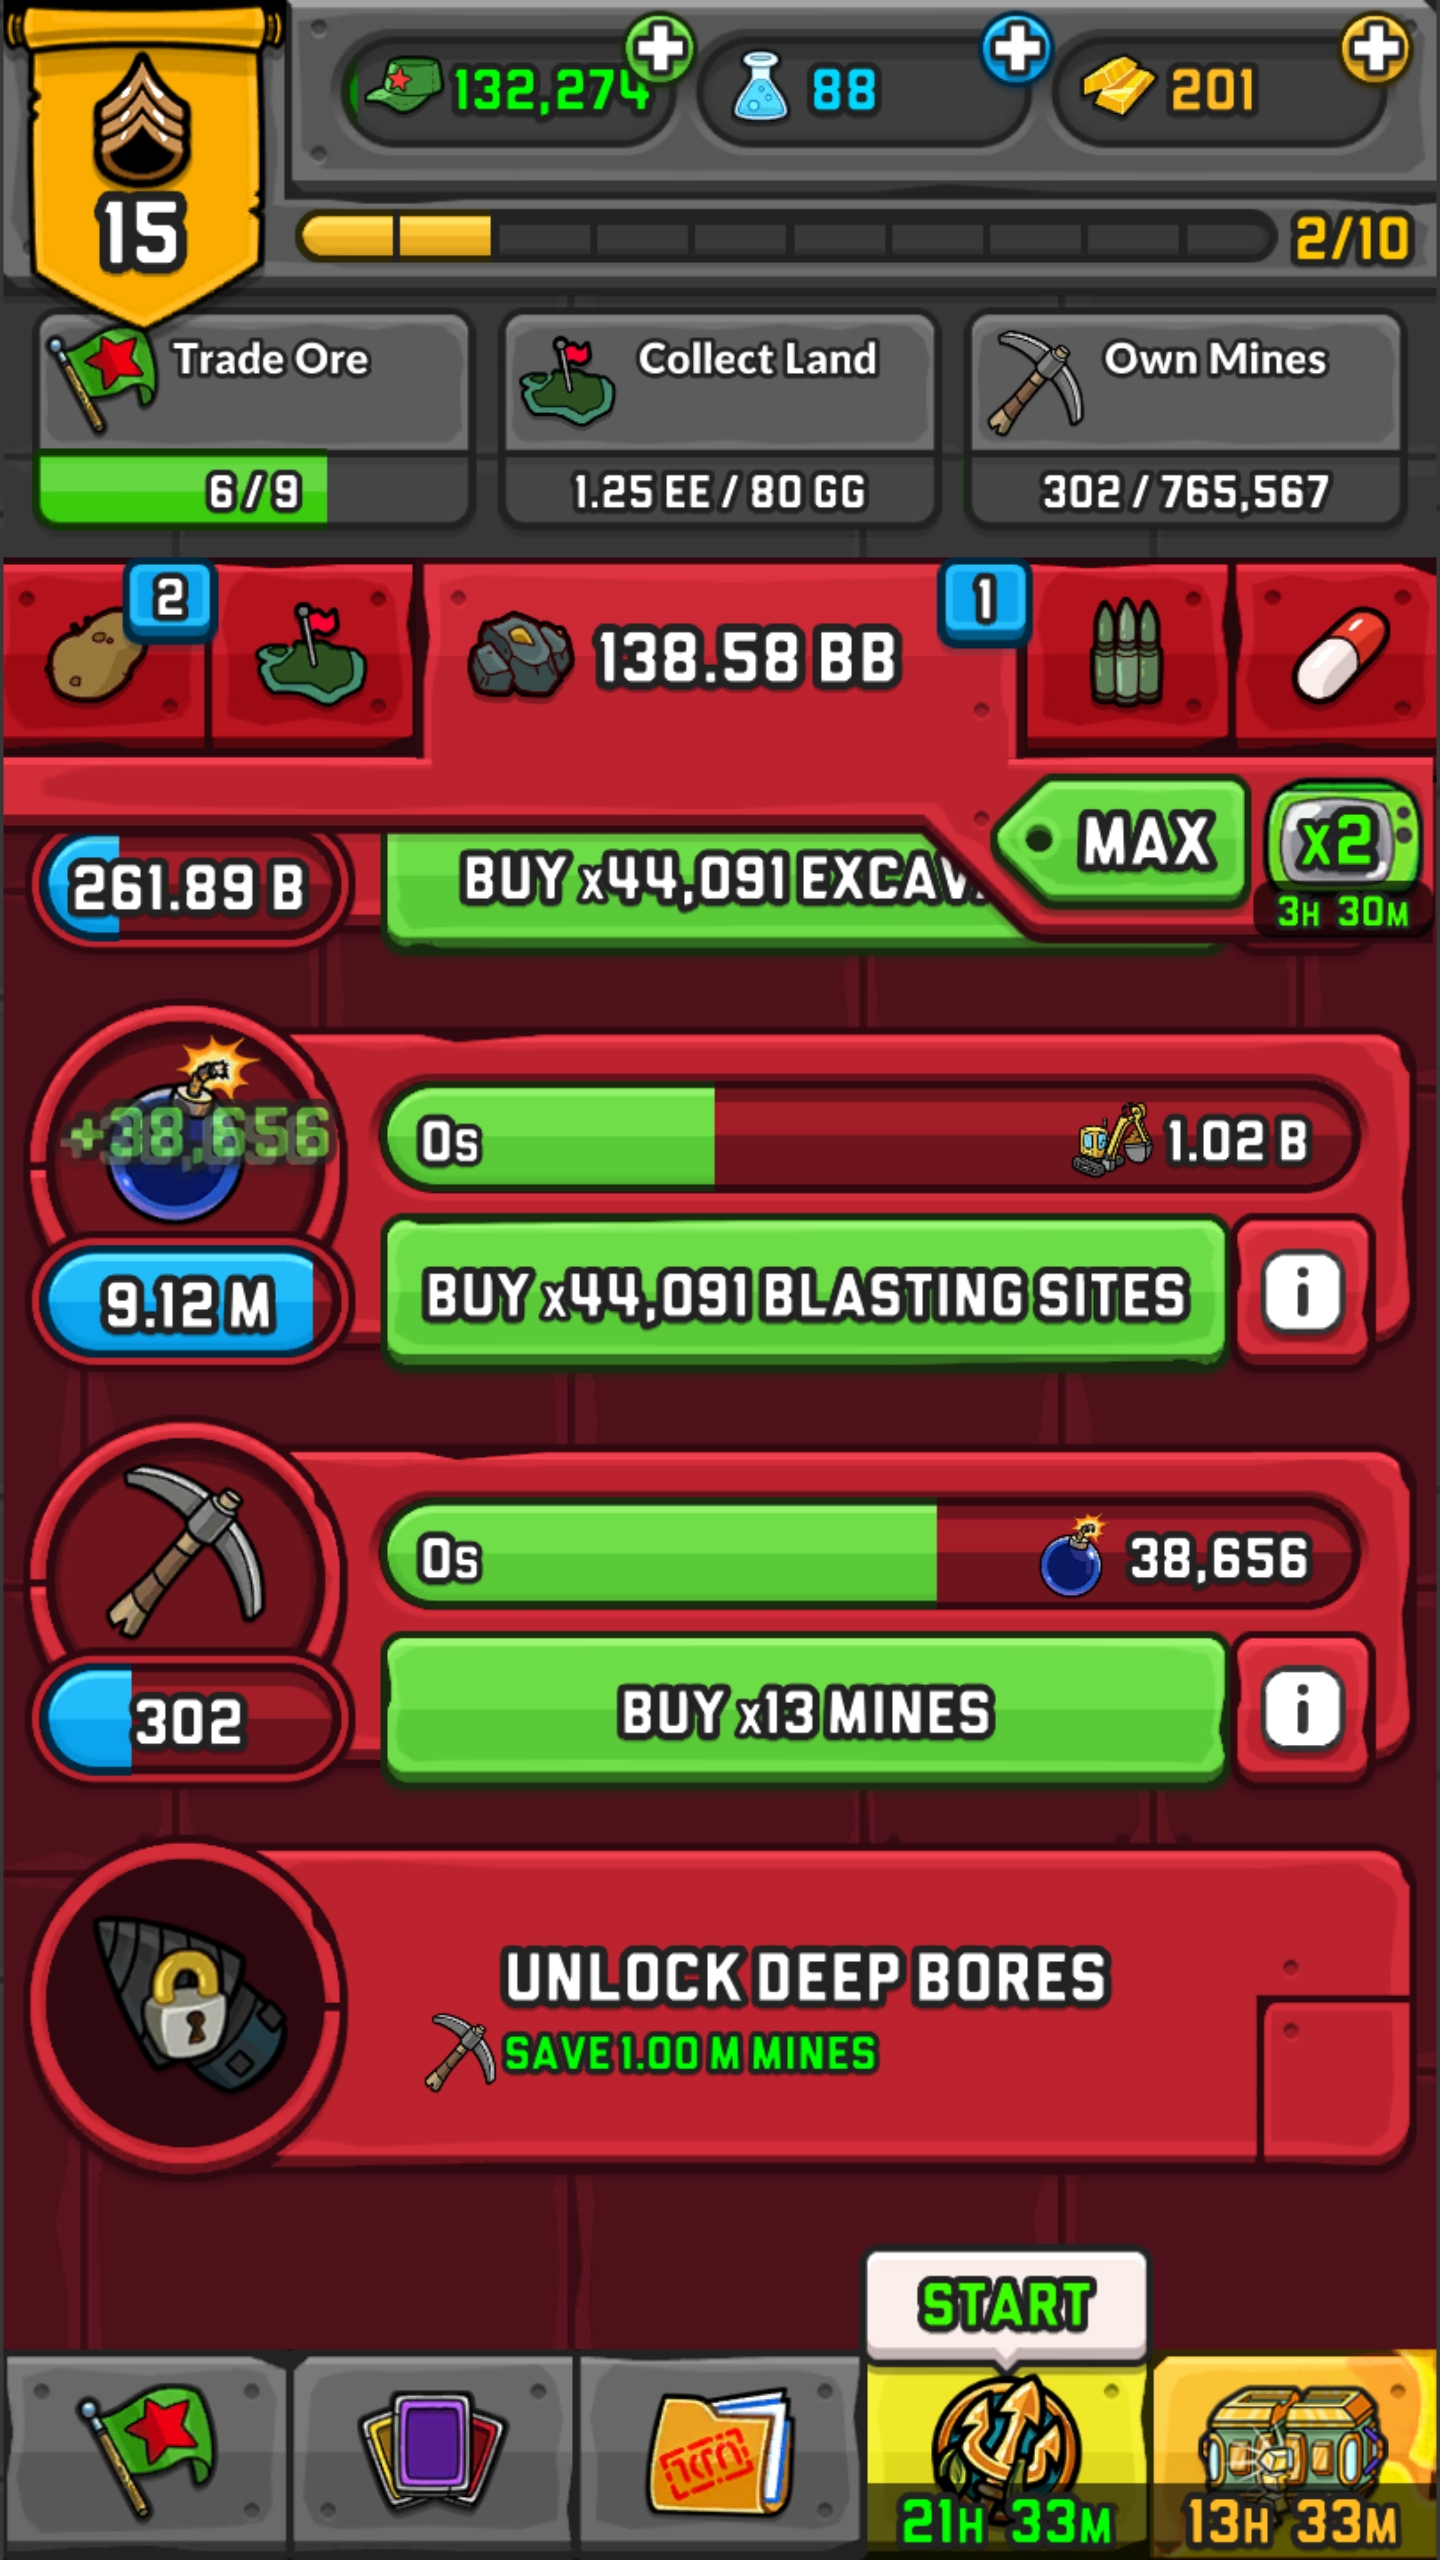 132,274
88
201
15
2/10
Trade Ore
Collect Land
Own Mines
6/9
1.25 EE / 80 GG
302 / 765,567
2
138.58 BB
1
MAX
x2
3H 30M
261.89 B
BUY x44,091
+38,656
0s
1.02 B
9.12 M
BUY x44,091 BLASTING SITES
i
0s
38,656
302
BUY x13 MINES
i
UNLOCK DEEP BORES
SAVE 1.00 M MINES
START
21H 33M
13H 33M